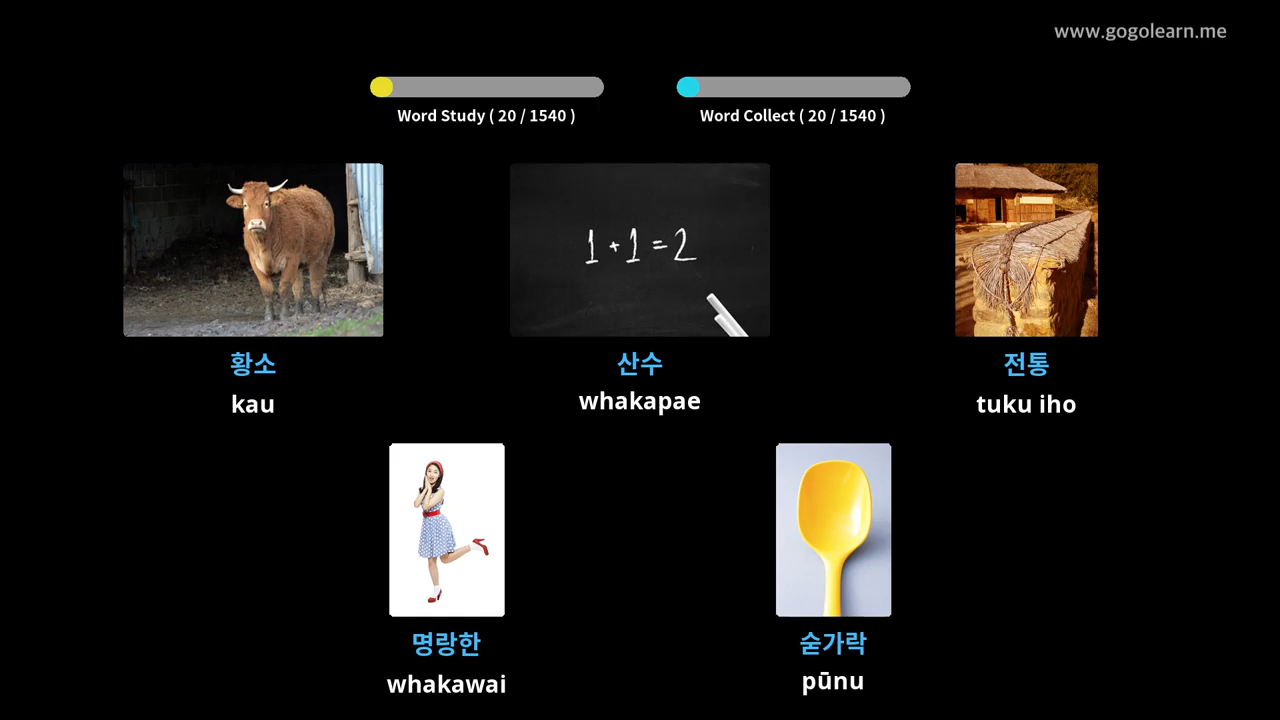 www.gogolearn.me
Word Study ( 20 / 1540 )
Word Collect ( 20 / 1540 )
1 + 1 = 2
황소
산수
전통
kau
whakapae
tuku iho
명랑한
숟가락
whakawai
pūnu